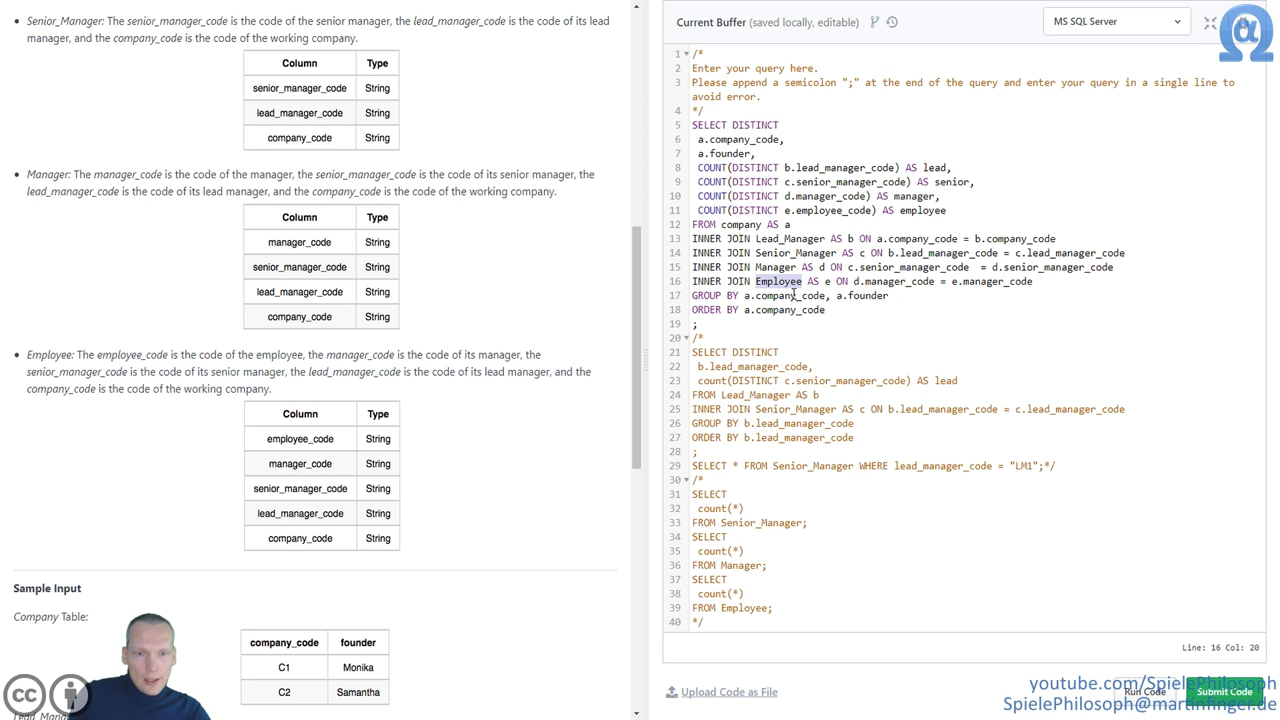 • Senior_Manager: The senior_manager_code is the code of the senior manager, the lead_manager_code is the code of its lead
manager, and the company_code is the code of the working company.
Column Type
senior_manager_code String
lead_manager_code String
company_code String
• Manager: The manager_code is the code of the manager, the senior_manager_code is the code of its senior manager, the
lead_manager_code is the code of its lead manager, and the company_code is the code of the working company.
Column Type
manager_code String
senior_manager_code String
lead_manager_code String
company_code String
• Employee: The employee_code is the code of the employee, the manager_code is the code of its manager, the
senior_manager_code is the code of its senior manager, the lead_manager_code is the code of its lead manager, and the
company_code is the code of the working company.
Column Type
employee_code String
manager_code String
senior_manager_code String
lead_manager_code String
company_code String
Sample Input
Company Table:
company_code founder
C1 Monika
C2 Samantha
cc
Current Buffer (saved locally, editable)
MS SQL Server
1 /*
2 Enter your query here.
3 Please append a semicolon ";" at the end of the query and enter your query in a single line to
avoid error.
4 */
5 SELECT DISTINCT
6 a.company_code,
7 a.founder,
8 COUNT(DISTINCT b.lead_manager_code) AS lead,
9 COUNT(DISTINCT c.senior_manager_code) AS senior,
10 COUNT(DISTINCT d.manager_code) AS manager,
11 COUNT(DISTINCT e.employee_code) AS employee
12 FROM company AS a
13 INNER JOIN Lead_Manager AS b ON a.company_code = b.company_code
14 INNER JOIN Senior_Manager AS c ON b.lead_manager_code = c.lead_manager_code
15 INNER JOIN Manager AS d ON c.senior_manager_code  = d.senior_manager_code
16 INNER JOIN Employee AS e ON d.manager_code = e.manager_code
17 GROUP BY a.company_code, a.founder
18 ORDER BY a.company_code
19 ;
20 /*
21 SELECT DISTINCT
22 b.lead_manager_code,
23 count(DISTINCT c.senior_manager_code) AS lead
24 FROM Lead_Manager AS b
25 INNER JOIN Senior_Manager AS c ON b.lead_manager_code = c.lead_manager_code
26 GROUP BY b.lead_manager_code
27 ORDER BY b.lead_manager_code
28 ;
29 SELECT * FROM Senior_Manager WHERE lead_manager_code = "LM1";*/
30 /*
31 SELECT
32 count(*)
33 FROM Senior_Manager;
34 SELECT
35 count(*)
36 FROM Manager;
37 SELECT
38 count(*)
39 FROM Employee;
40 */
Line: 16 Col: 20
Upload Code as File
Run Code
Submit Code
youtube.com/SpielePhilosoph
SpielePhilosoph@martinfinger.de